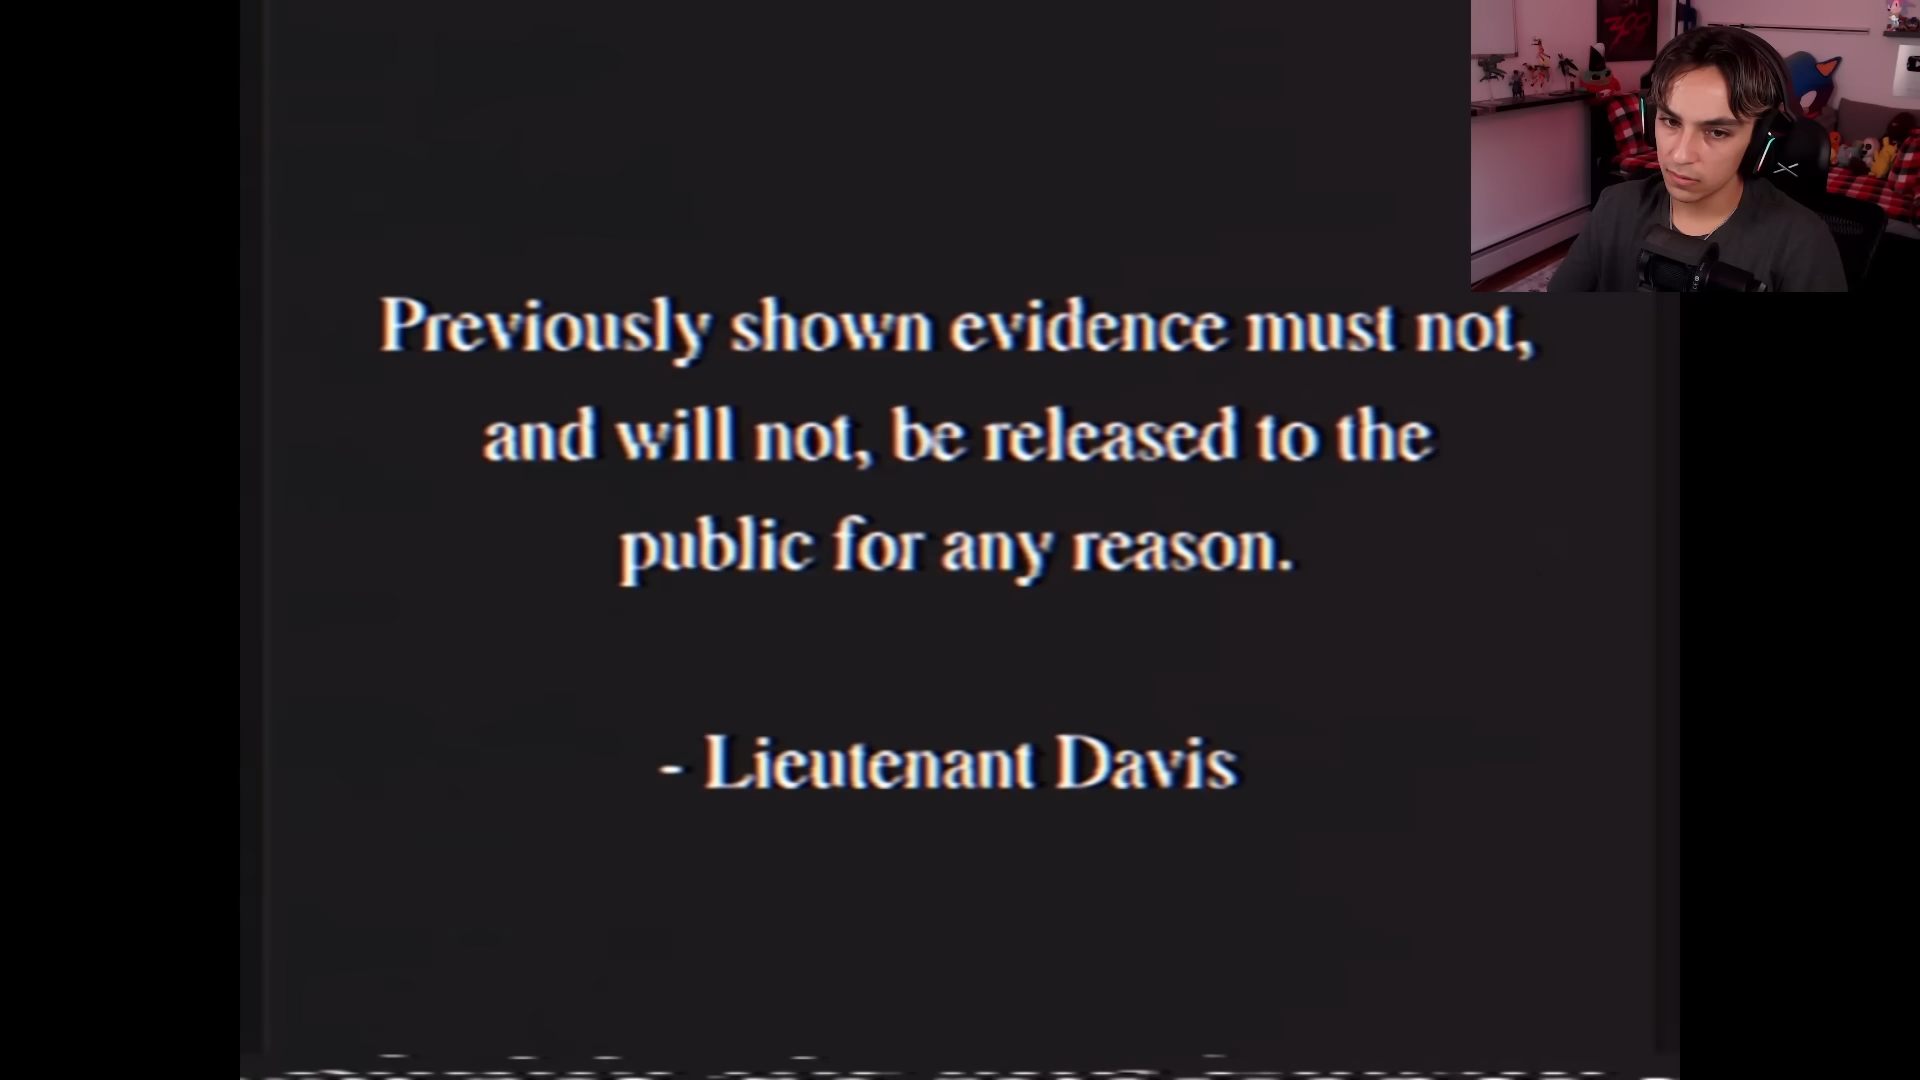 Previously shown evidence must not,
and will not, be released to the
public for any reason.
- Lieutenant Davis